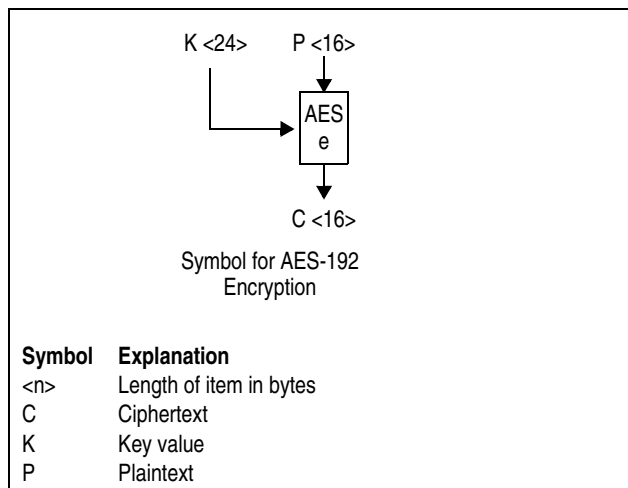 K <24> P <16>
AES
e
C <16>
Symbol for AES-192
Encryption
Symbol Explanation
<n> Length of item in bytes
C Ciphertext
K Key value
P Plaintext